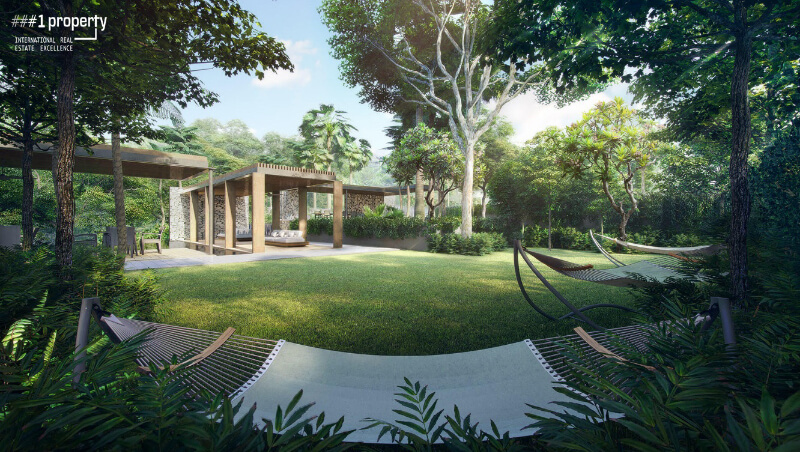 ###1 property
INTERNATIONAL REAL
ESTATE EXCELLENCE